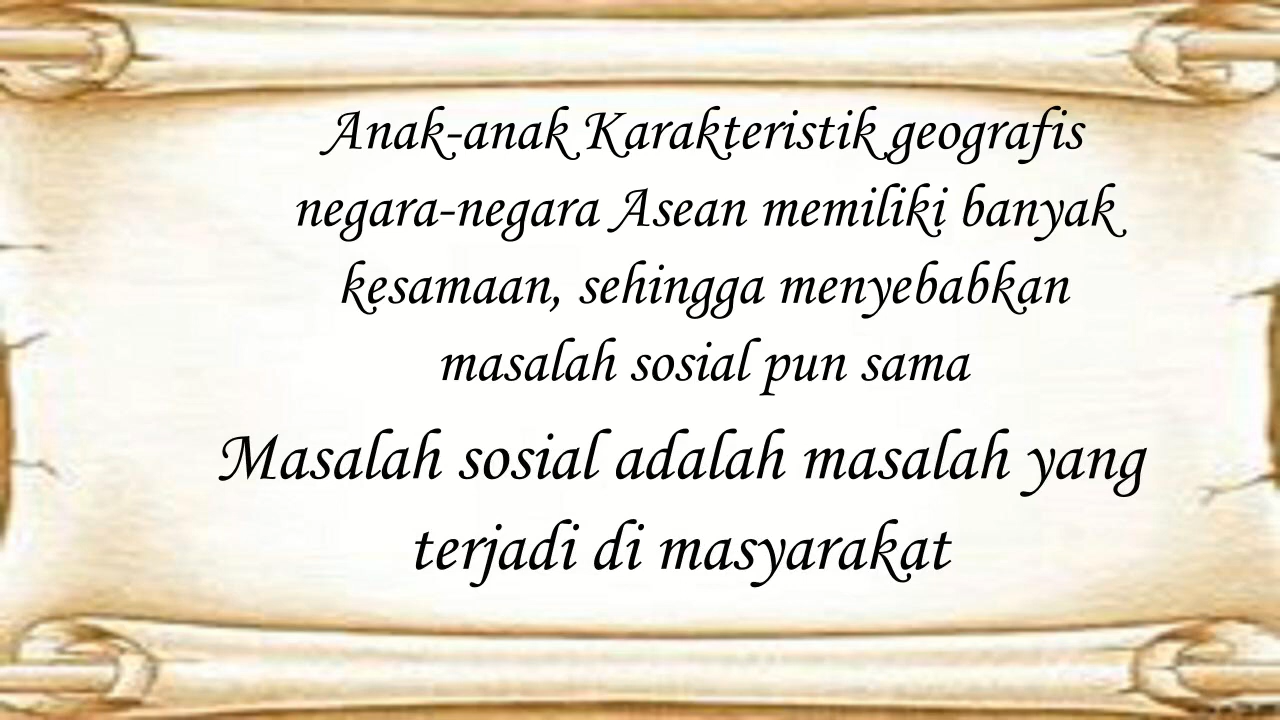 Anak-anak Karakteristik geografis
negara-negara Asean memiliki banyak
kesamaan, sehingga menyebabkan
masalah sosial pun sama
Masalah sosial adalah masalah yang
terjadi di masyarakat